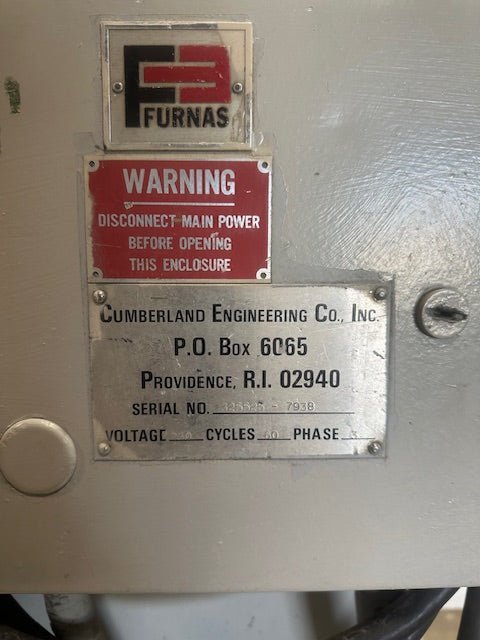 FURNAS
WARNING
DISCONNECT MAIN POWER
BEFORE OPENING
THIS ENCLOSURE
CUMBERLAND ENGINEERING CO., INC.
P.O. BOX 6065
PROVIDENCE, R.I. 02940
SERIAL NO. - 7938
VOLTAGE CYCLES 60 PHASE 3